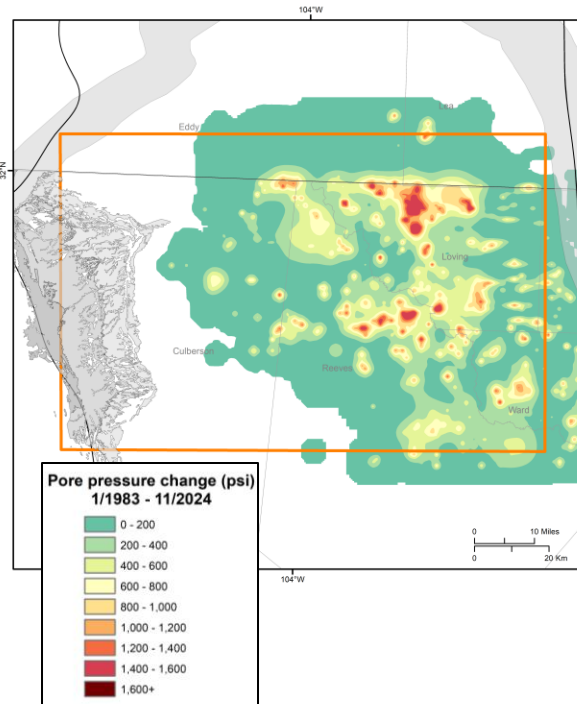 104°W
Lea
Eddy
32°N
Loving
Culberson
Reeves
Ward
Pore pressure change (psi)
1/1983 - 11/2024
0 - 200
200 - 400
400 - 600
600 - 800
800 - 1,000
1,000 - 1,200
1,200 - 1,400
1,400 - 1,600
1,600+
0 10 Miles
0 20 Km
104°W